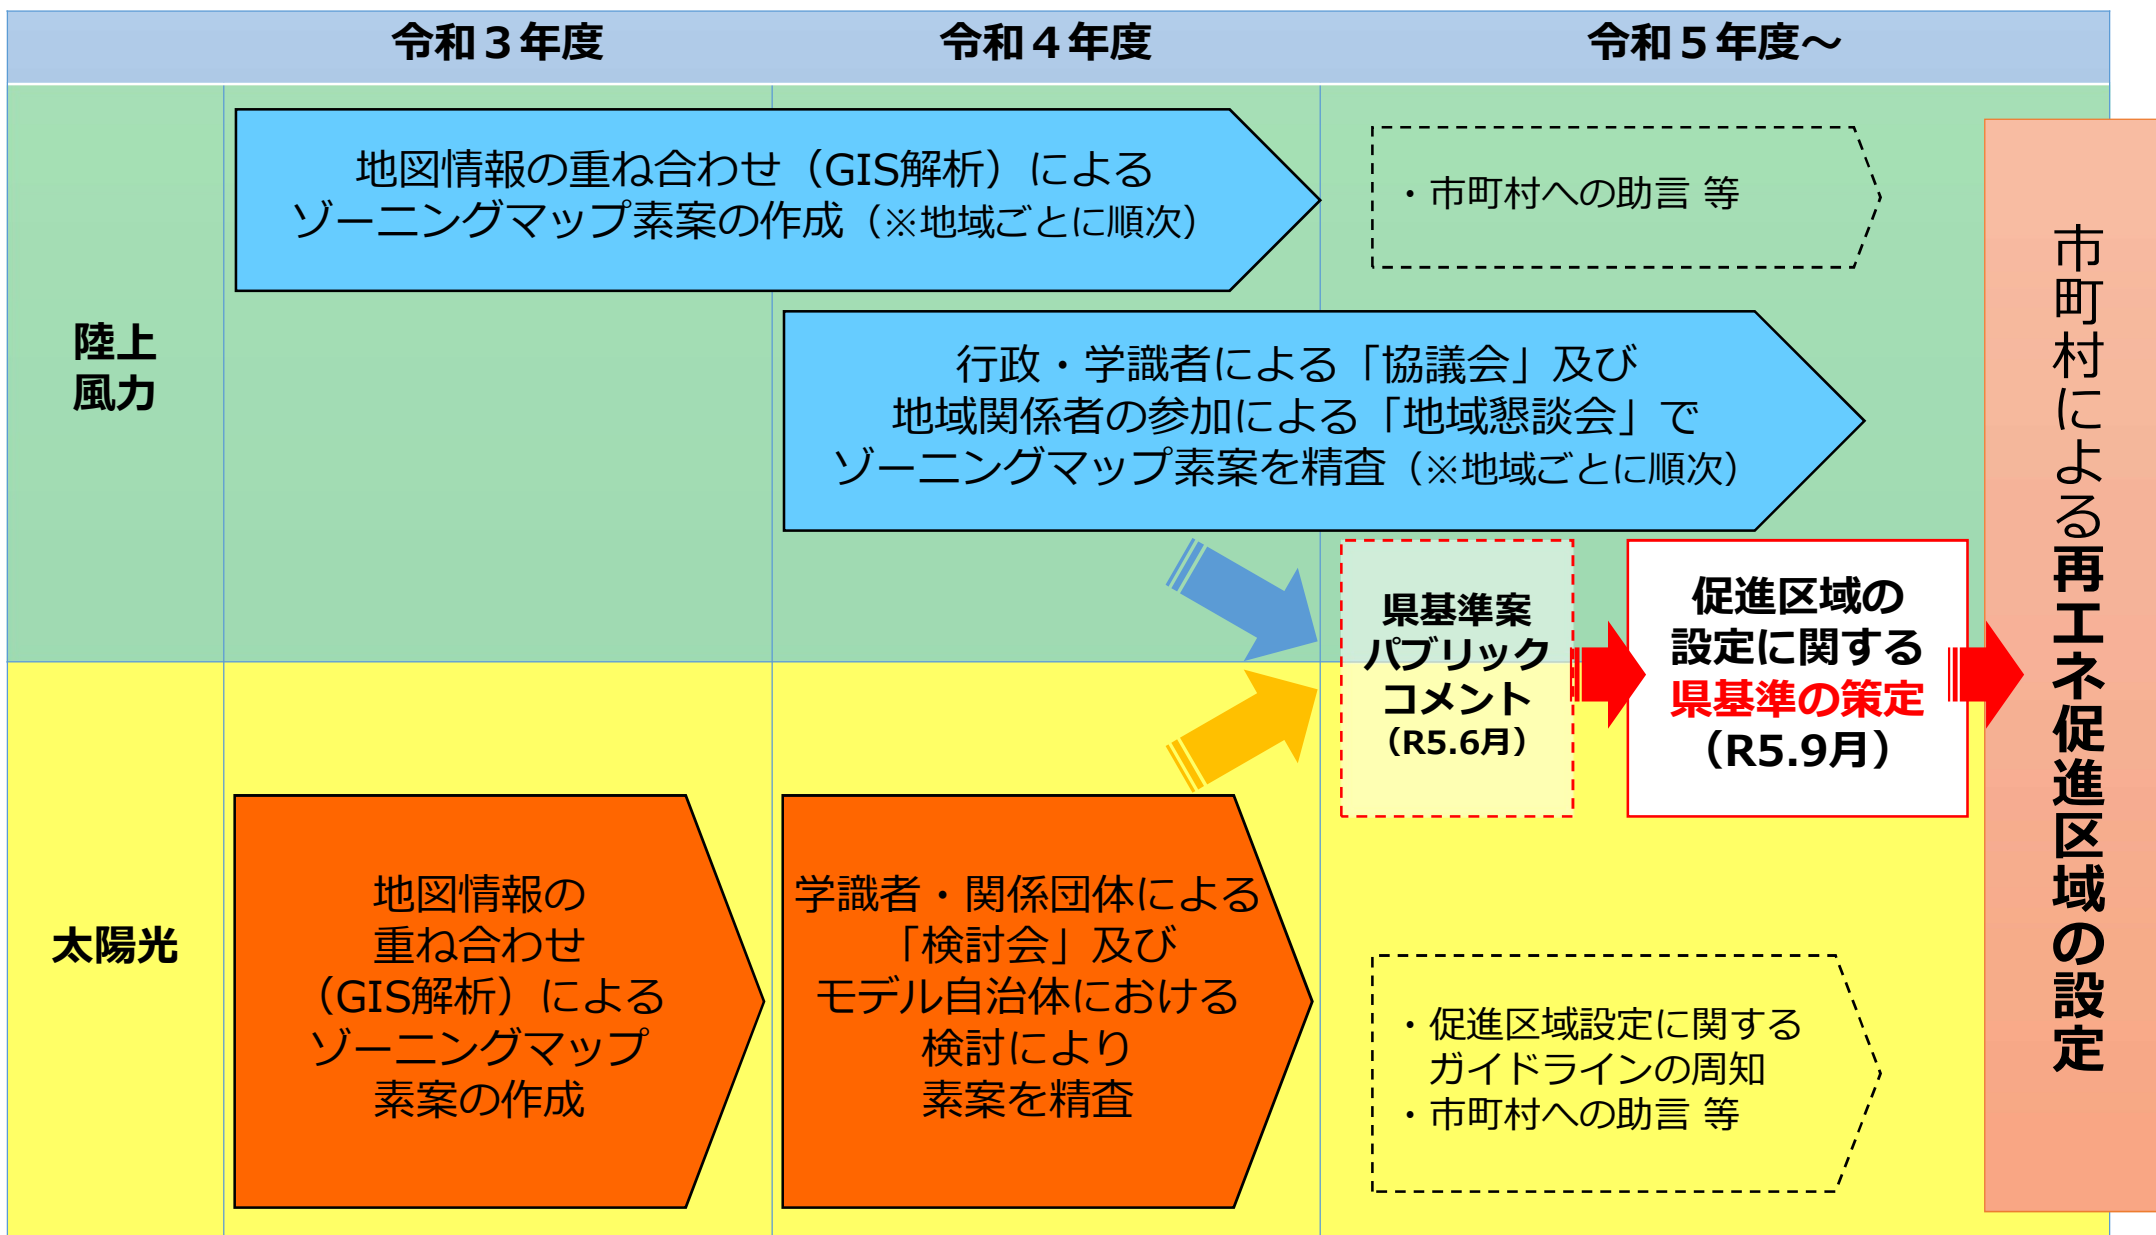 令和３年度
令和４年度
令和５年度～
陸上
風力
地図情報の重ね合わせ（GIS解析）による
ゾーニングマップ素案の作成（※地域ごとに順次）
・市町村への助言 等
行政・学識者による「協議会」及び
地域関係者の参加による「地域懇談会」で
ゾーニングマップ素案を精査（※地域ごとに順次）
県基準案
パブリック
コメント
（R5.6月）
促進区域の
設定に関する
県基準の策定
（R5.9月）
太陽光
地図情報の
重ね合わせ
（GIS解析）による
ゾーニングマップ
素案の作成
学識者・関係団体による
「検討会」及び
モデル自治体における
検討により
素案を精査
・促進区域設定に関する
ガイドラインの周知
・市町村への助言 等
市町村による再エネ促進区域の設定